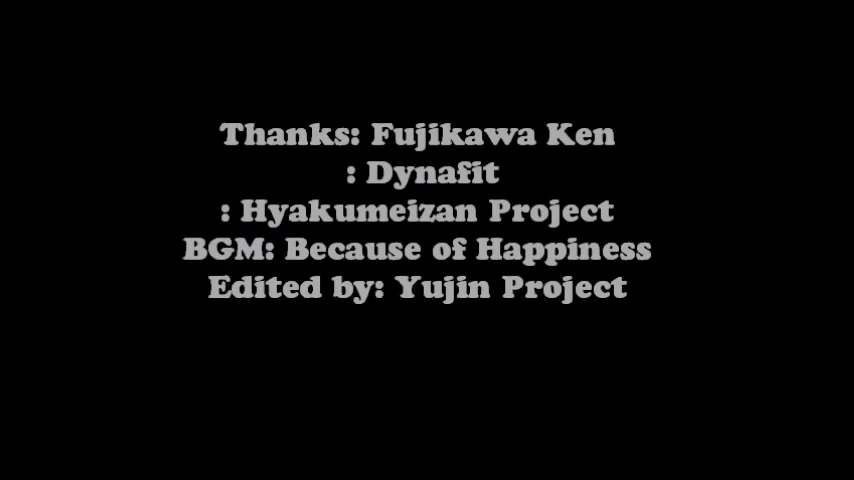 Thanks: Fujikawa Ken
: Dynafit
: Hyakumeizan Project
BGM: Because of Happiness
Edited by: Yujin Project